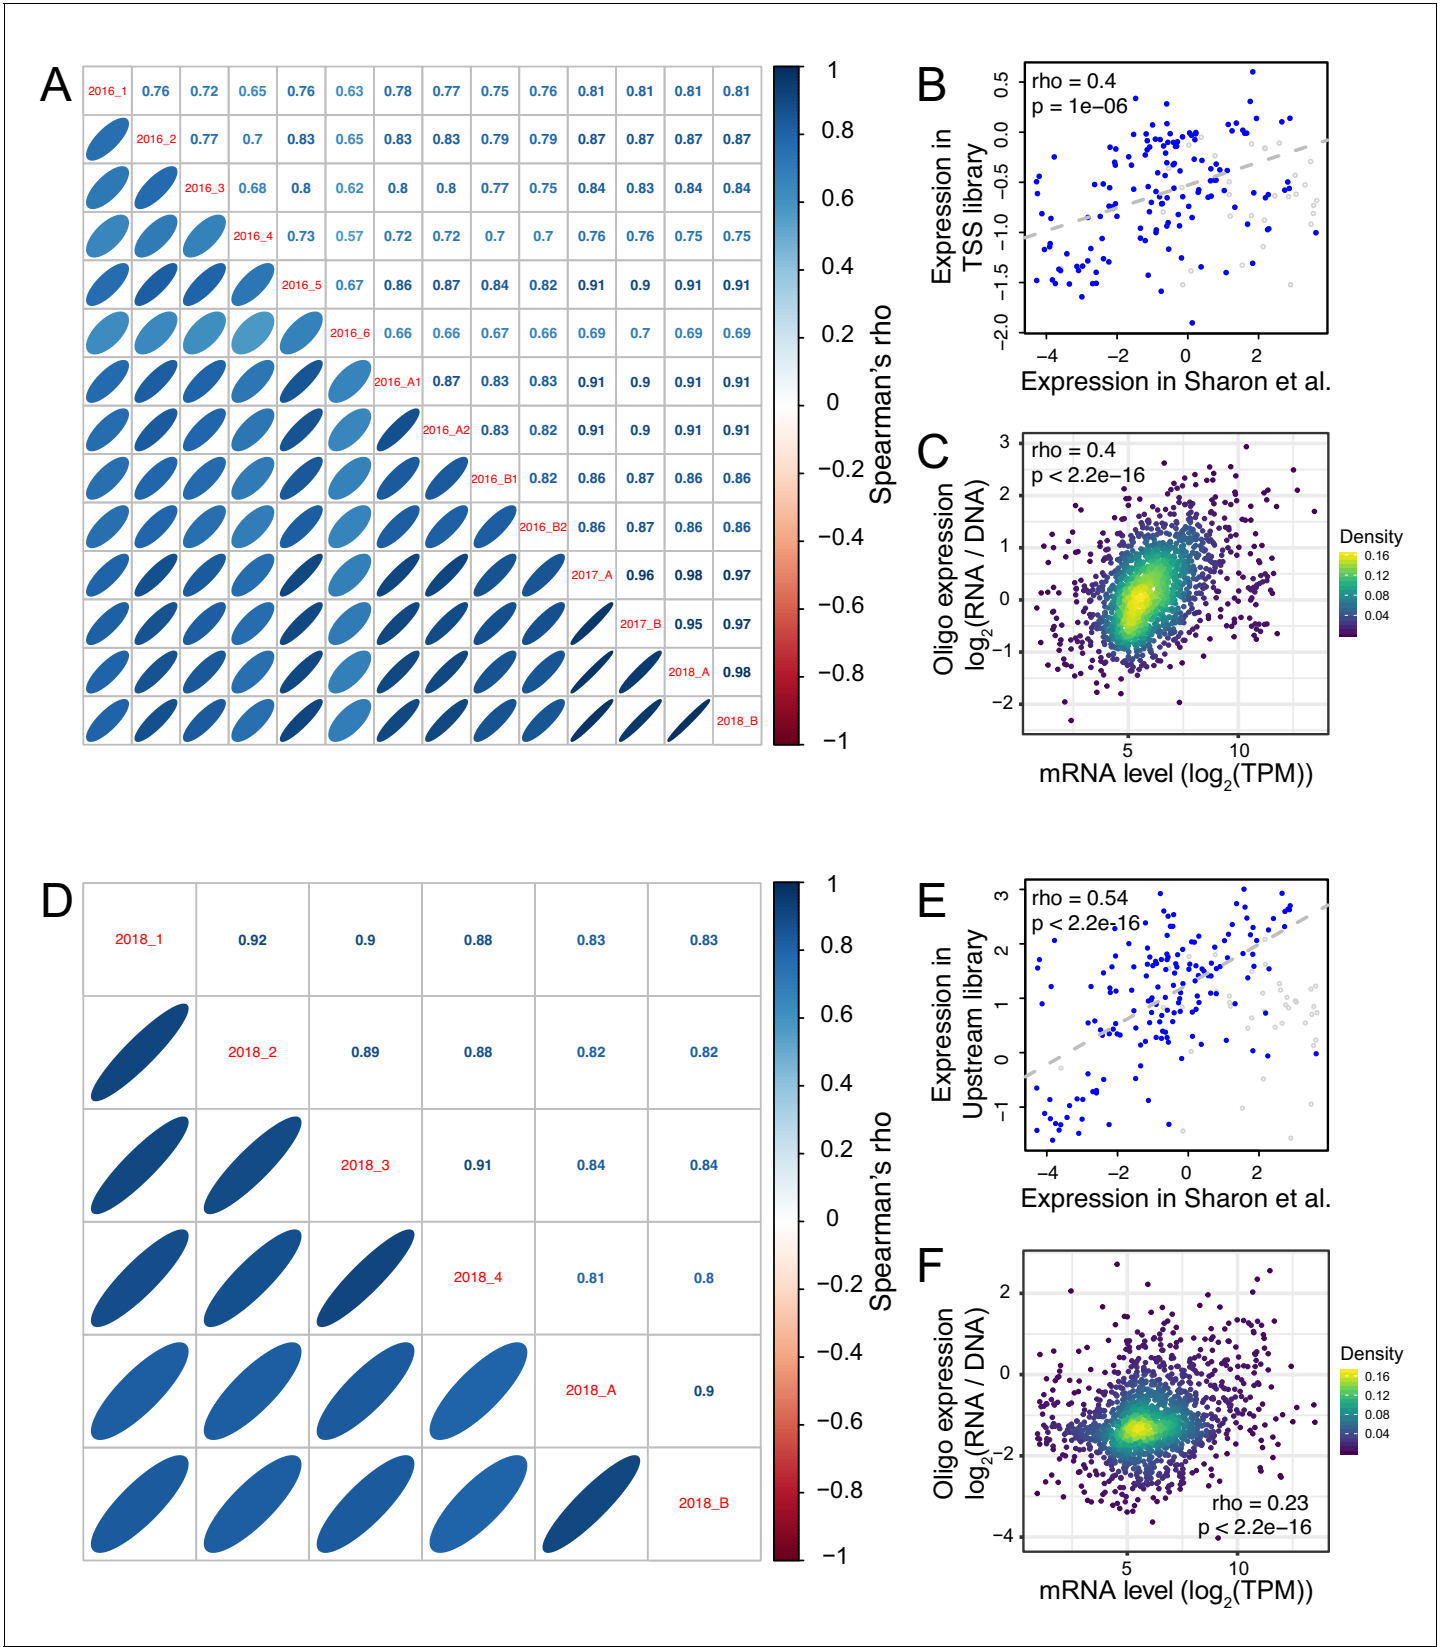 A
2016_1 0.76 0.72 0.65 0.76 0.63 0.78 0.77 0.75 0.76 0.81 0.81 0.81 0.81
2016_2 0.77 0.7 0.83 0.65 0.83 0.83 0.79 0.79 0.87 0.87 0.87 0.87
2016_3 0.68 0.8 0.62 0.8 0.8 0.77 0.75 0.84 0.83 0.84 0.84
2016_4 0.73 0.57 0.72 0.72 0.7 0.7 0.76 0.76 0.75 0.75
2016_5 0.67 0.86 0.87 0.84 0.82 0.91 0.9 0.91 0.91
2016_6 0.66 0.66 0.67 0.66 0.69 0.7 0.69 0.69
2016_A1 0.87 0.83 0.83 0.91 0.9 0.91 0.91
2016_A2 0.83 0.82 0.91 0.9 0.91 0.91
2016_B1 0.82 0.86 0.87 0.86 0.86
2016_B2 0.86 0.87 0.86 0.86
2017_A 0.96 0.98 0.97
2017_B 0.95 0.97
2018_A 0.98
2018_B
1
0.8
0.6
0.4
0.2
0
−0.2
−0.4
−0.6
−0.8
−1
Spearman's rho
B
rho = 0.4
p = 1e−06
Expression in
TSS library
0.5
0.0
−0.5
−1.0
−1.5
−2.0
−4 −2 0 2
Expression in Sharon et al.
C
rho = 0.4
p < 2.2e−16
Oligo expression
log2(RNA / DNA)
3
2
1
0
−1
−2
5 10
mRNA level (log2(TPM))
Density
0.16
0.12
0.08
0.04
D
2018_1 0.92 0.9 0.88 0.83 0.83
2018_2 0.89 0.88 0.82 0.82
2018_3 0.91 0.84 0.84
2018_4 0.81 0.8
2018_A 0.9
2018_B
1
0.8
0.6
0.4
0.2
0
−0.2
−0.4
−0.6
−0.8
−1
Spearman's rho
E
rho = 0.54
p < 2.2e-16
Expression in
Upstream library
3
2
1
0
−1
−4 −2 0 2
Expression in Sharon et al.
F
Oligo expression
log2(RNA / DNA)
2
0
−2
−4
rho = 0.23
p < 2.2e−16
5 10
mRNA level (log2(TPM))
Density
0.16
0.12
0.08
0.04